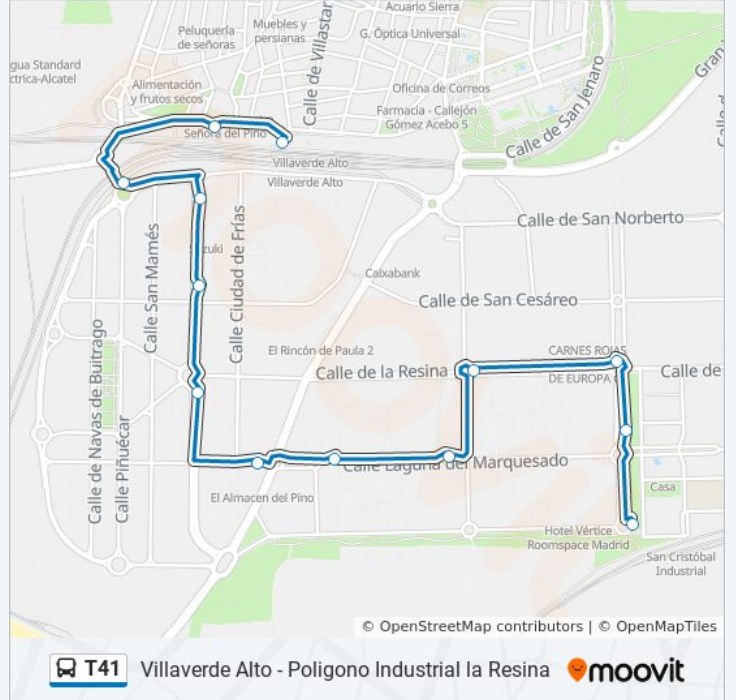 Acuario Sierra
Peluquería
de señoras
Muebles y
persianas
G. Óptica Universal
Calle de Villastar
gua Standard
ctrica-Alcatel
Alimentación
y frutos secos
Oficina de Correos
Farmacia - Callejón
Gómez Acebo 5
Calle de San Jenaro
Gran
Calle d
Señora del Pino
Villaverde Alto
Villaverde Alto
Calle de San Norberto
Calle San Mamés
zuki
Calle Ciudad de Frías
Caixabank
Calle de San Cesáreo
El Rincón de Paula 2
Calle de la Resina
CARNES ROJAS
DE EUROPA
Calle de
Calle de Navas de Buitrago
Calle Piñuécar
Calle Laguna del Marquesado
El Almacen del Pino
Casa
Hotel Vértice
Roomspace Madrid
San Cristóbal
Industrial
© OpenStreetMap contributors | © OpenMapTiles
T41 Villaverde Alto - Poligono Industrial la Resina moovit